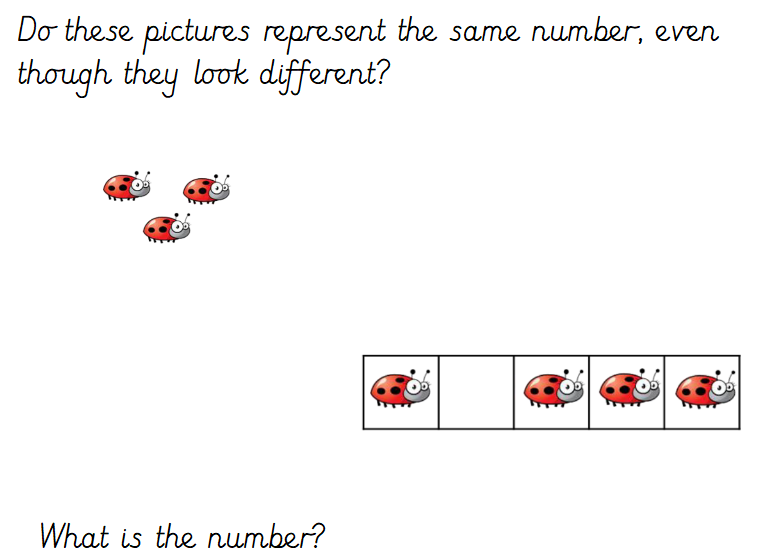 Do these pictures represent the same number, even
though they look different?
What is the number?